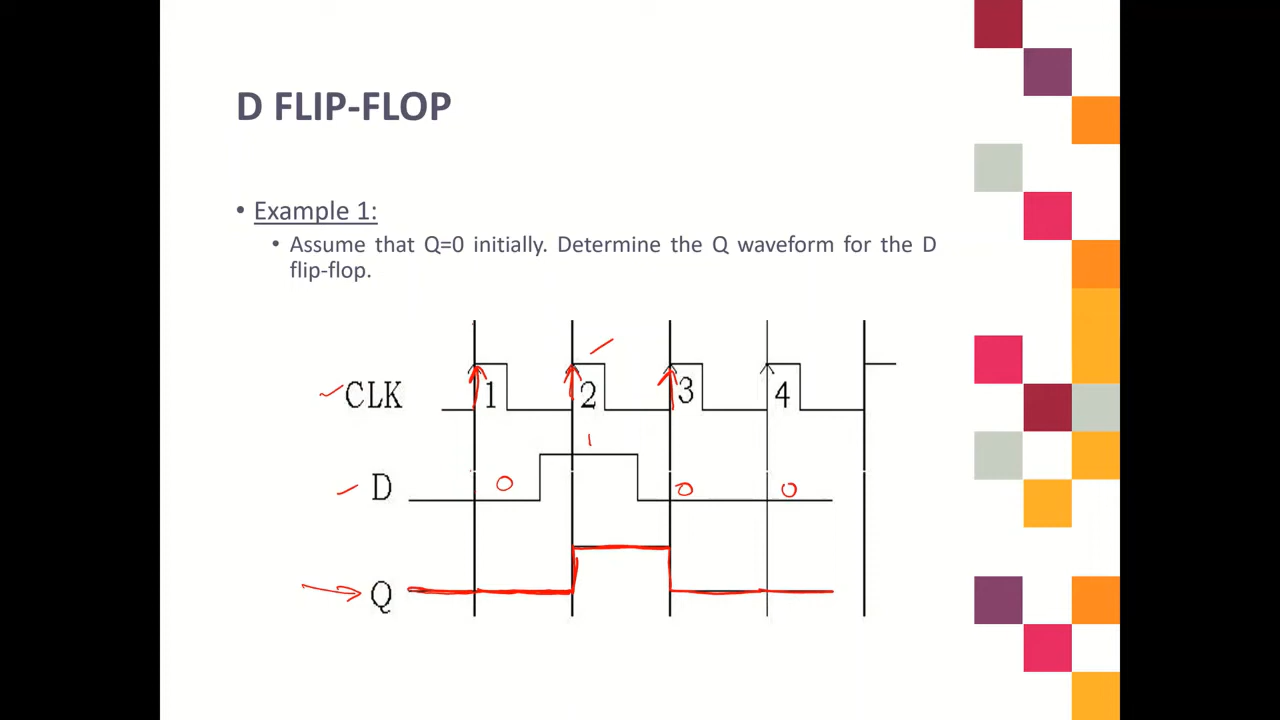 D FLIP-FLOP
• Example 1:
• Assume that Q=0 initially. Determine the Q waveform for the D
flip-flop.
CLK 1 2 3 4
1
D 0 0 0
Q